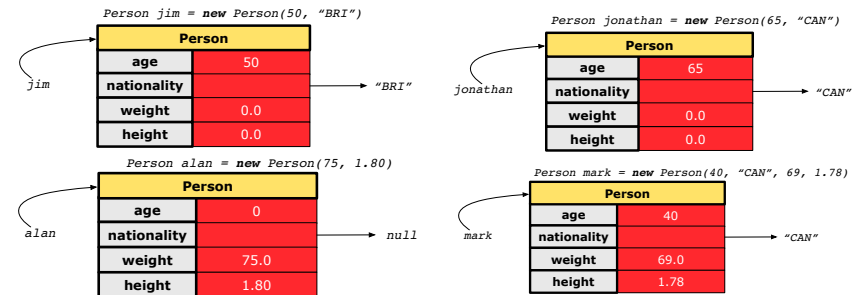 Person jim = new Person(50, “BRI”)
Person
age 50
jim
nationality
“BRI”
weight 0.0
height 0.0
Person jonathan = new Person(65, “CAN”)
Person
age 65
jonathan
nationality
“CAN”
weight 0.0
height 0.0
Person alan = new Person(75, 1.80)
Person
age 0
alan
nationality
null
weight 75.0
height 1.80
Person mark = new Person(40, “CAN”, 69, 1.78)
Person
age 40
mark
nationality
“CAN”
weight 69.0
height 1.78